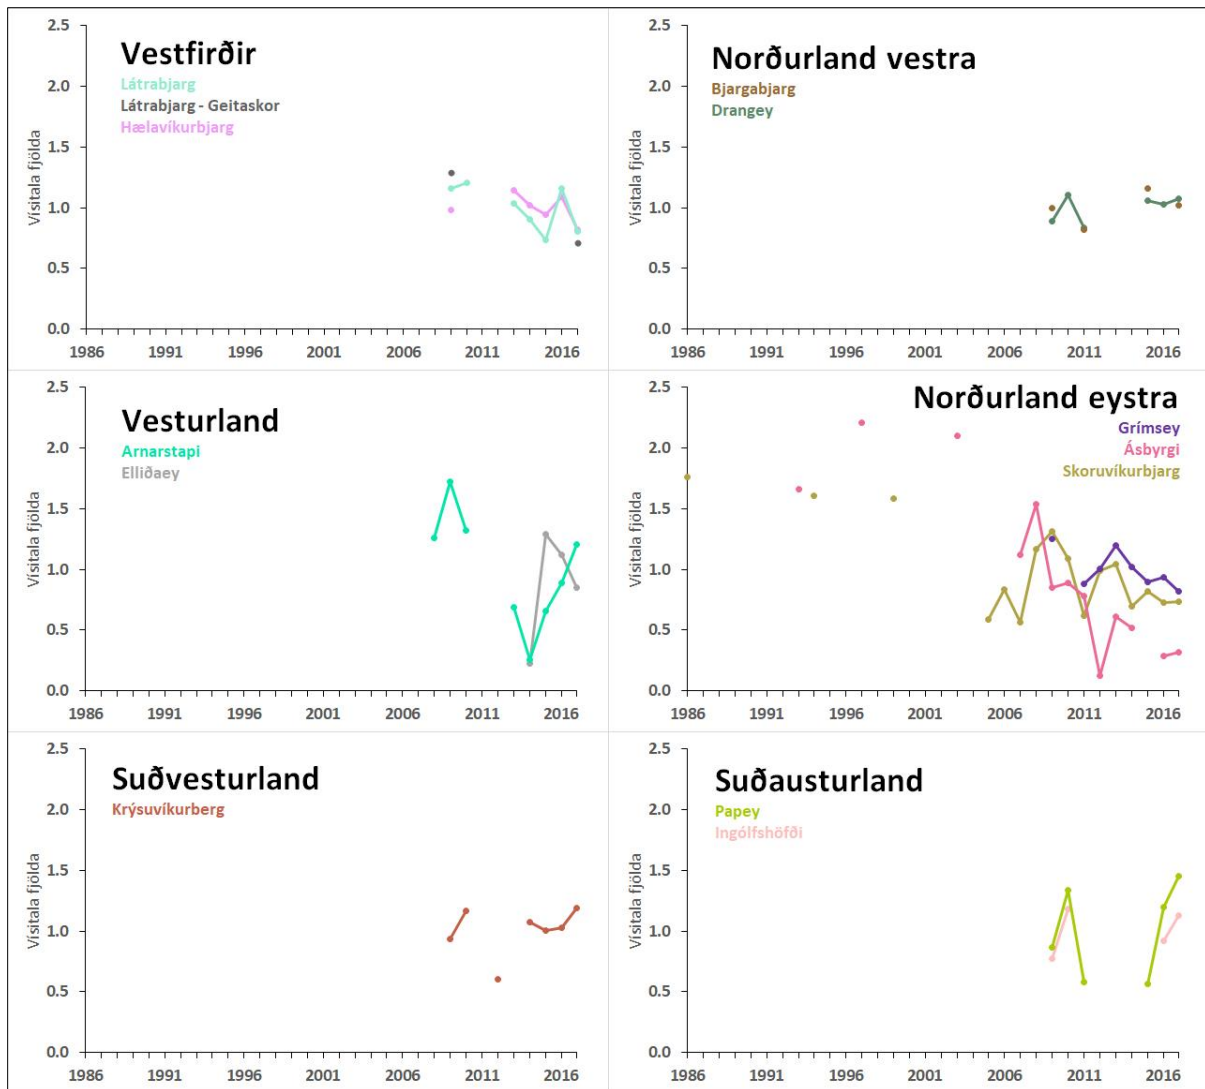 Vestfirðir
Látrabjarg
Látrabjarg - Geitaskor
Hælavíkurbjarg
Vísitala fjölda
2.5
2.0
1.5
1.0
0.5
0.0
1986 1991 1996 2001 2006 2011 2016
Norðurland vestra
Bjargabjarg
Drangey
2.5
2.0
1.5
1.0
0.5
0.0
1986 1991 1996 2001 2006 2011 2016
Vesturland
Arnarstapi
Elliðaey
Vísitala fjölda
2.5
2.0
1.5
1.0
0.5
0.0
1986 1991 1996 2001 2006 2011 2016
Norðurland eystra
Grímsey
Ásbyrgi
Skoruvíkurbjarg
Vísitala fjölda
2.5
2.0
1.5
1.0
0.5
0.0
1986 1991 1996 2001 2006 2011 2016
Suðvesturland
Krýsuvíkurberg
Vísitala fjölda
2.5
2.0
1.5
1.0
0.5
0.0
1986 1991 1996 2001 2006 2011 2016
Suðausturland
Papey
Ingólfshöfði
Vísitala fjölda
2.5
2.0
1.5
1.0
0.5
0.0
1986 1991 1996 2001 2006 2011 2016